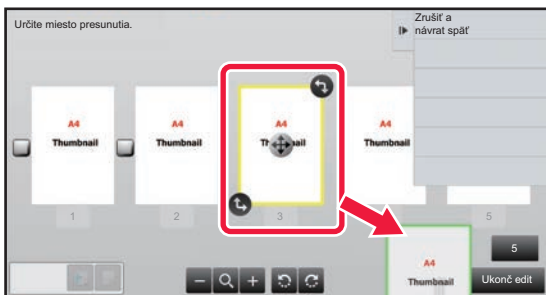 Určite miesto presunutia.
Zrušiť a
návrat späť
A4
Thumbnail
A4
Thumbnail
A4
A4
Thumbnail
1
2
3
5
5
A4
Thumbnail
Ukonč edit